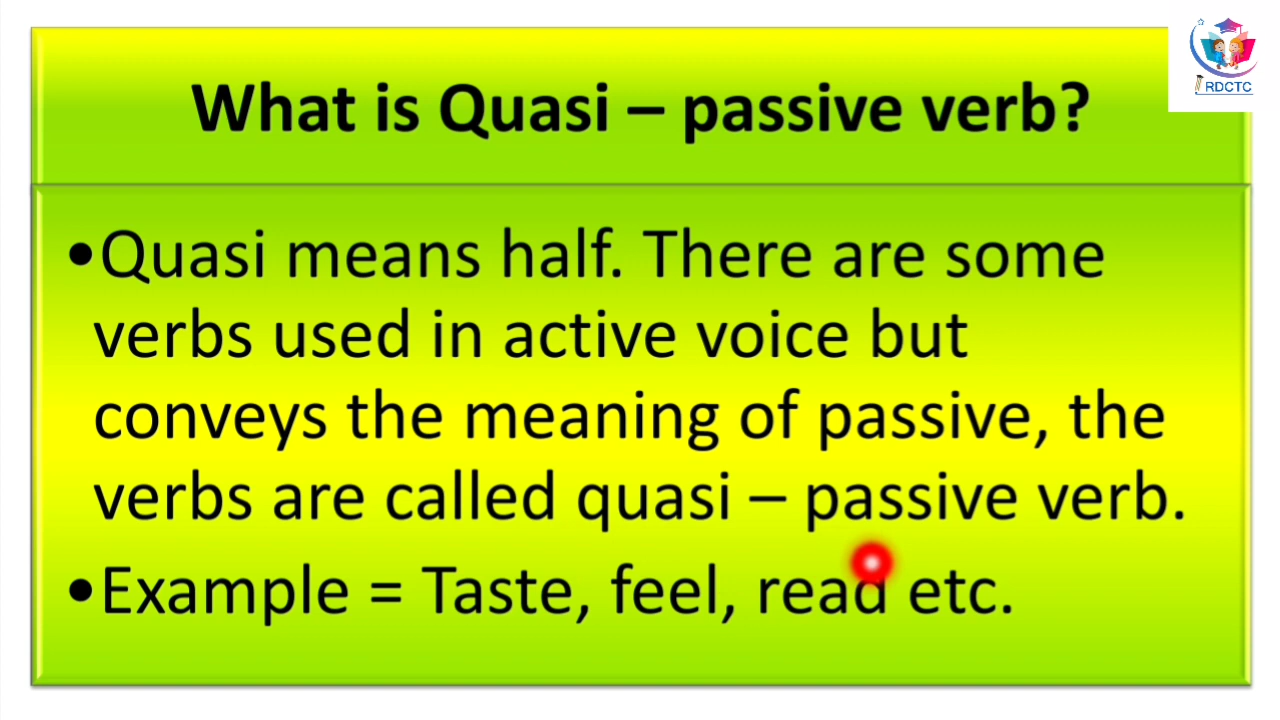 RDCTC
What is Quasi – passive verb?
•Quasi means half. There are some
verbs used in active voice but
conveys the meaning of passive, the
verbs are called quasi – passive verb.
•Example = Taste, feel, read etc.